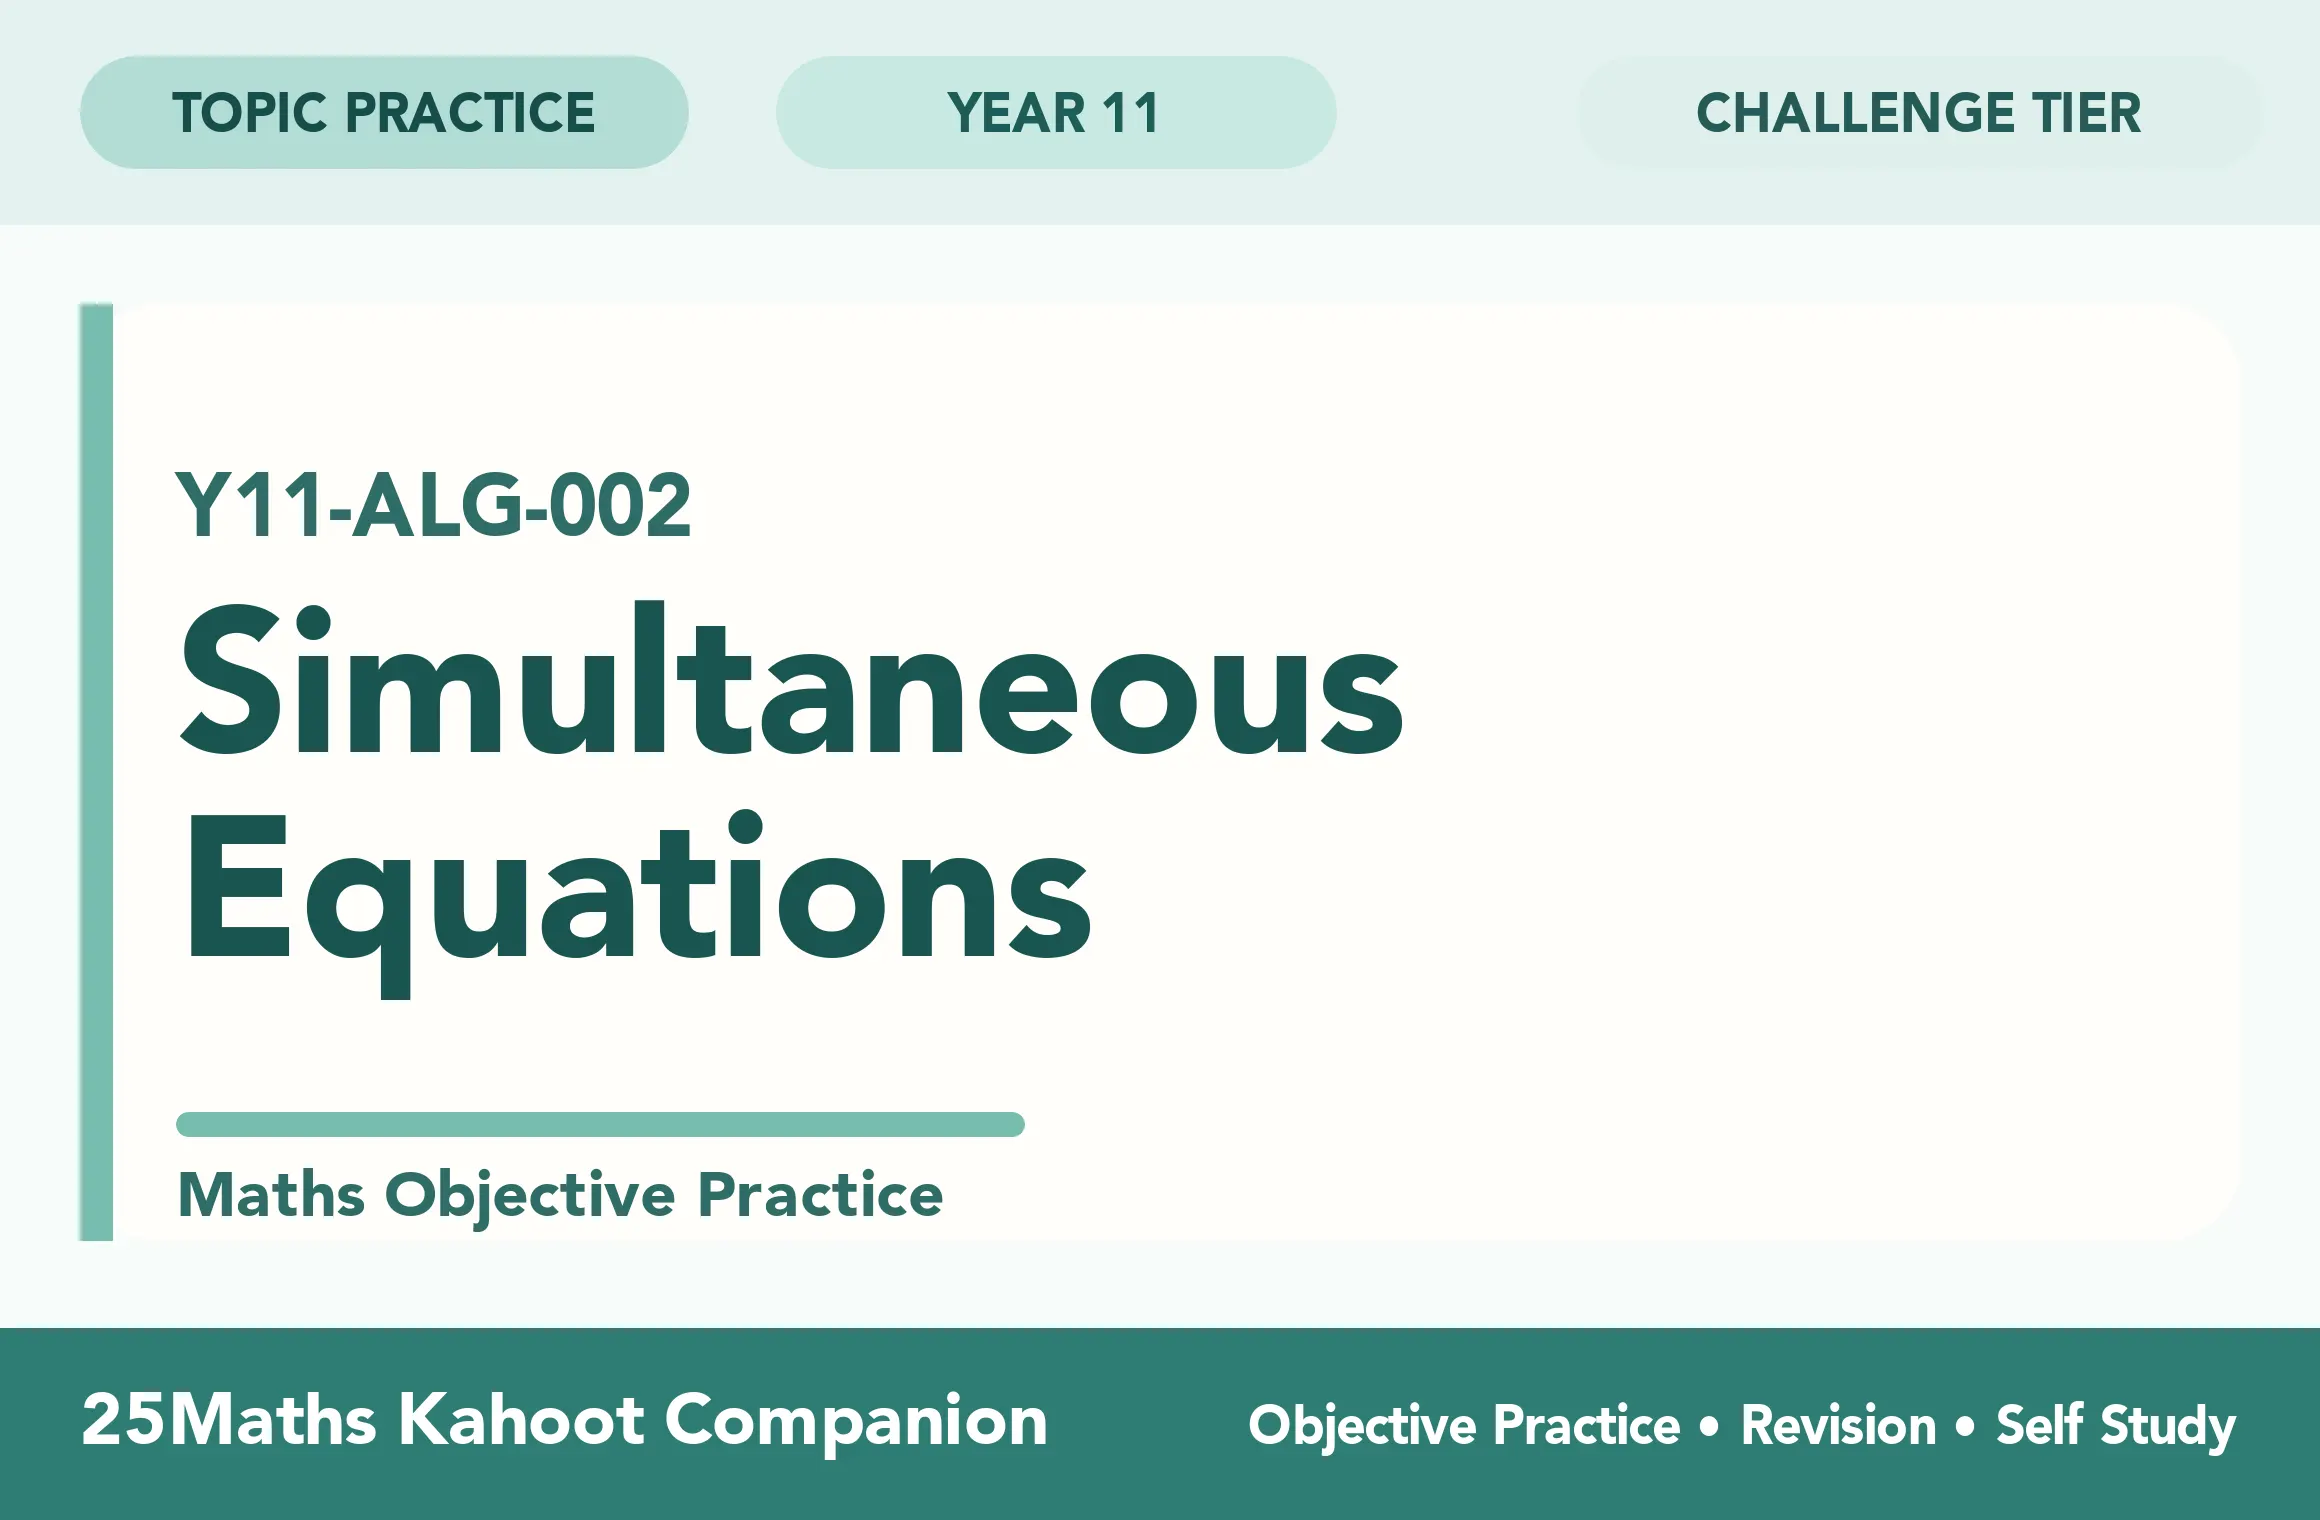 TOPIC PRACTICE
YEAR 11
CHALLENGE TIER
Y11-ALG-002
Simultaneous
Equations
Maths Objective Practice
25Maths Kahoot Companion
Objective Practice • Revision • Self Study